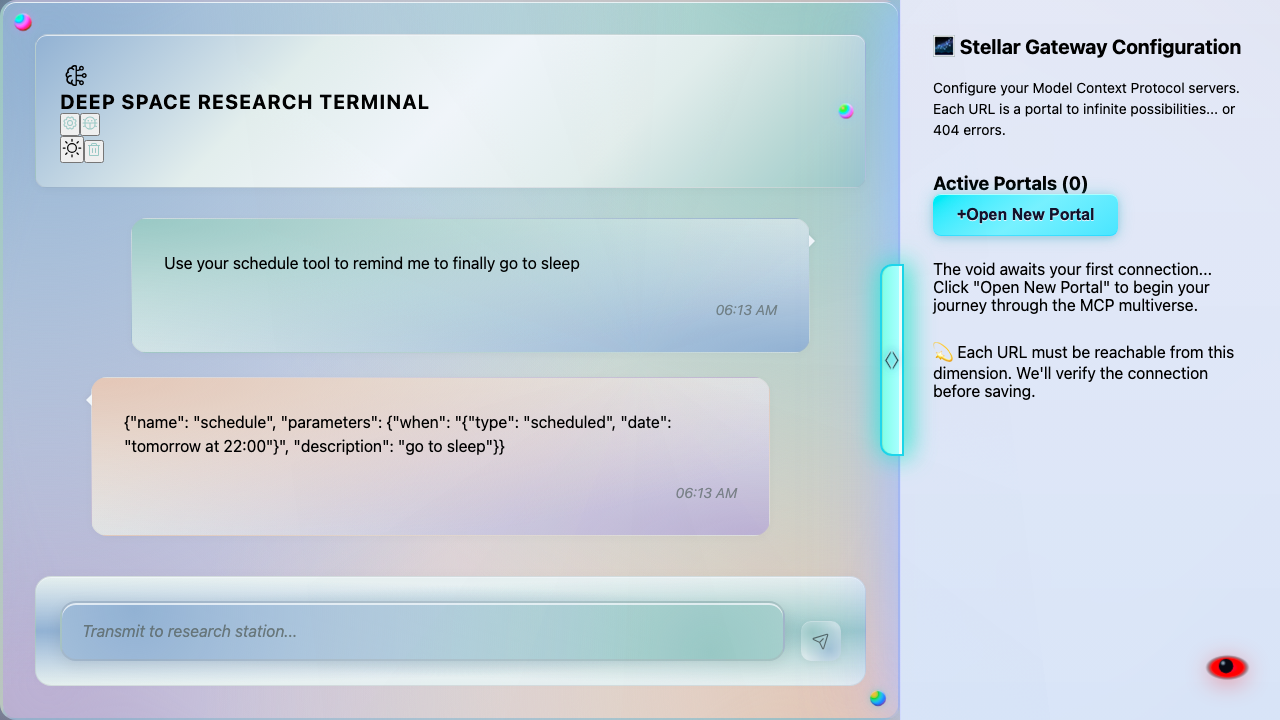 DEEP SPACE RESEARCH TERMINAL
Use your schedule tool to remind me to finally go to sleep
06:13 AM
{"name": "schedule", "parameters": {"when": "{"type": "scheduled", "date":
"tomorrow at 22:00"}", "description": "go to sleep"}}
06:13 AM
Transmit to research station...
Stellar Gateway Configuration
Configure your Model Context Protocol servers.
Each URL is a portal to infinite possibilities... or
404 errors.
Active Portals (0)
+Open New Portal
The void awaits your first connection...
Click "Open New Portal" to begin your
journey through the MCP multiverse.
Each URL must be reachable from this
dimension. We'll verify the connection
before saving.